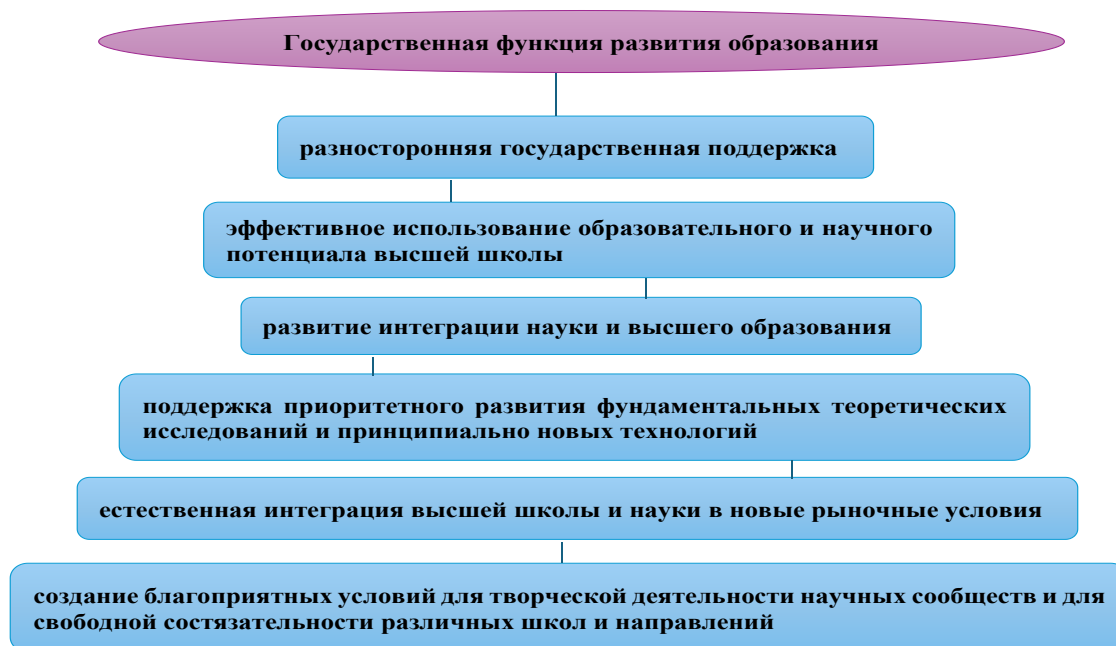 Государственная функция развития образования
разносторонняя государственная поддержка
эффективное использование образовательного и научного
потенциала высшей школы
развитие интеграции науки и высшего образования
поддержка приоритетного развития фундаментальных теоретических
исследований и принципиально новых технологий
естественная интеграция высшей школы и науки в новые рыночные условия
создание благоприятных условий для творческой деятельности научных сообществ и для
свободной состязательности различных школ и направлений